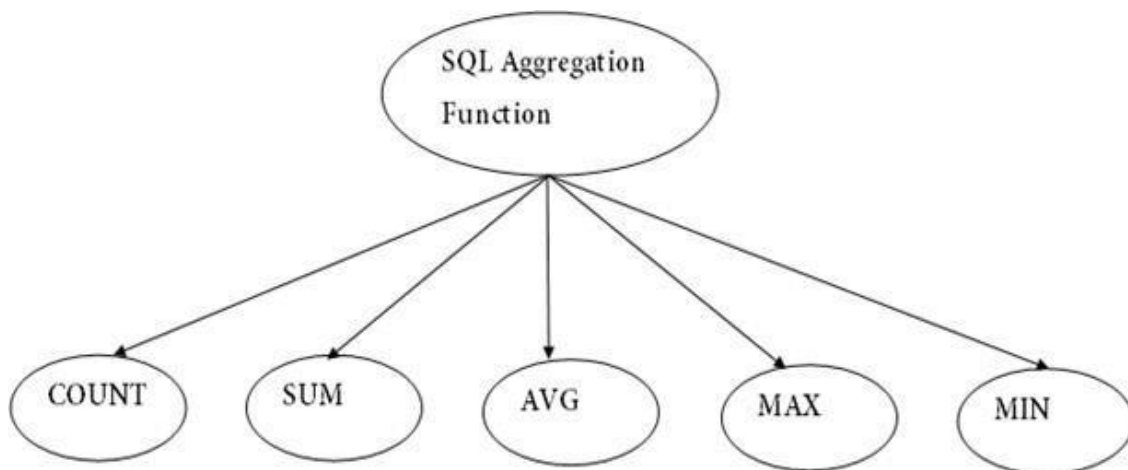 SQL Aggregation
Function
COUNT
SUM
AVG
MAX
MIN